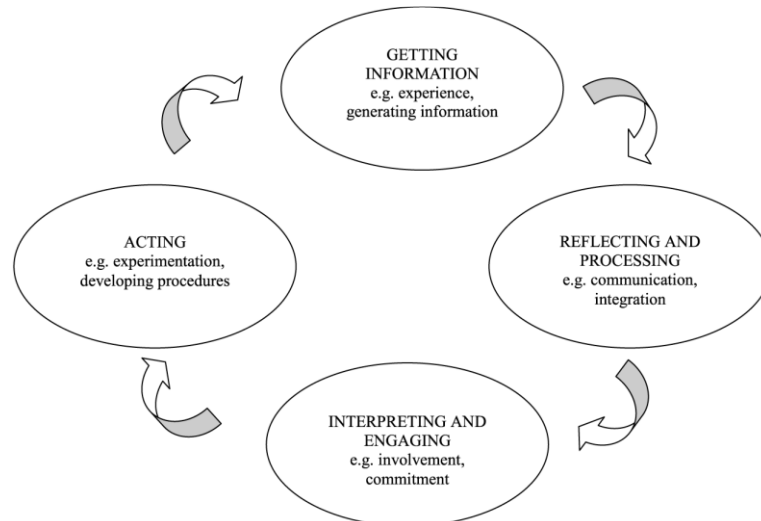 GETTING
INFORMATION
e.g. experience,
generating information
ACTING
e.g. experimentation,
developing procedures
REFLECTING AND
PROCESSING
e.g. communication,
integration
INTERPRETING AND
ENGAGING
e.g. involvement,
commitment